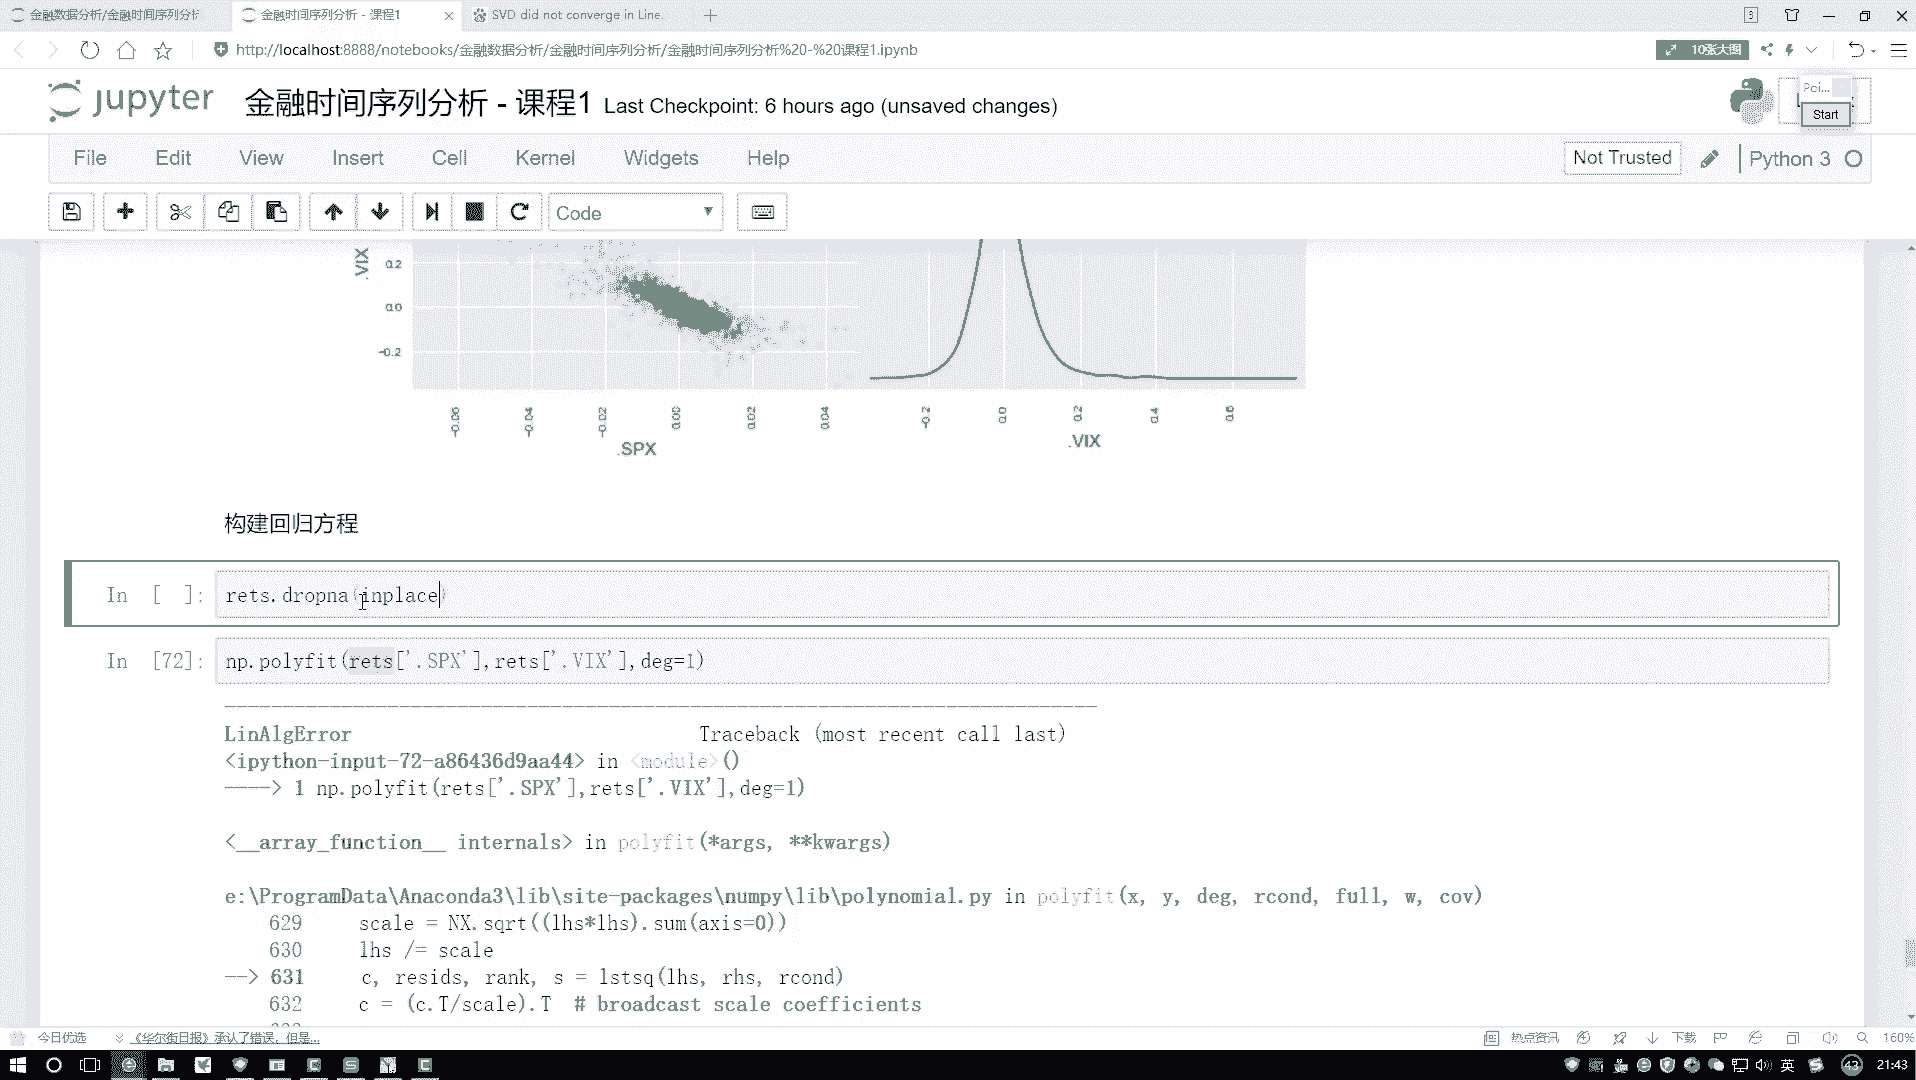 金融数据分析/金融时间序列分析
金融时间序列分析 - 课程1
SVD did not converge in Line.
http://localhost:8888/notebooks/金融数据分析/金融时间序列分析/金融时间序列分析%20-%20课程1.ipynb
10张大图
jupyter
金融时间序列分析 - 课程1 Last Checkpoint: 6 hours ago (unsaved changes)
Poi...
Start
File Edit View Insert Cell Kernel Widgets Help
Not Trusted
Python 3
Code
.VIX
0.2
0.0
-0.2
-0.06 -0.04 -0.02 0.00 0.02 0.04
-0.2 0.0 0.2 0.4 0.6
.SPX
.VIX
构建回归方程
In [ ]: rets.dropna(inplace)
In [72]: np.polyfit(rets['.SPX'],rets['.VIX'],deg=1)
LinAlgError Traceback (most recent call last)
<ipython-input-72-a86436d9aa44> in <module>()
----> 1 np.polyfit(rets['.SPX'],rets['.VIX'],deg=1)
<__array_function__ internals> in polyfit(*args, **kwargs)
e:\ProgramData\Anaconda3\lib\site-packages\numpy\lib\polynomial.py in polyfit(x, y, deg, rcond, full, w, cov)
629 scale = NX.sqrt((lhs*lhs).sum(axis=0))
630 lhs /= scale
--> 631 c, resids, rank, s = lstsq(lhs, rhs, rcond)
632 c = (c.T/scale).T # broadcast scale coefficients
今日优选
《华尔街日报》承认了错误，但是...
热点资讯
下载
160%
英
43
21:43